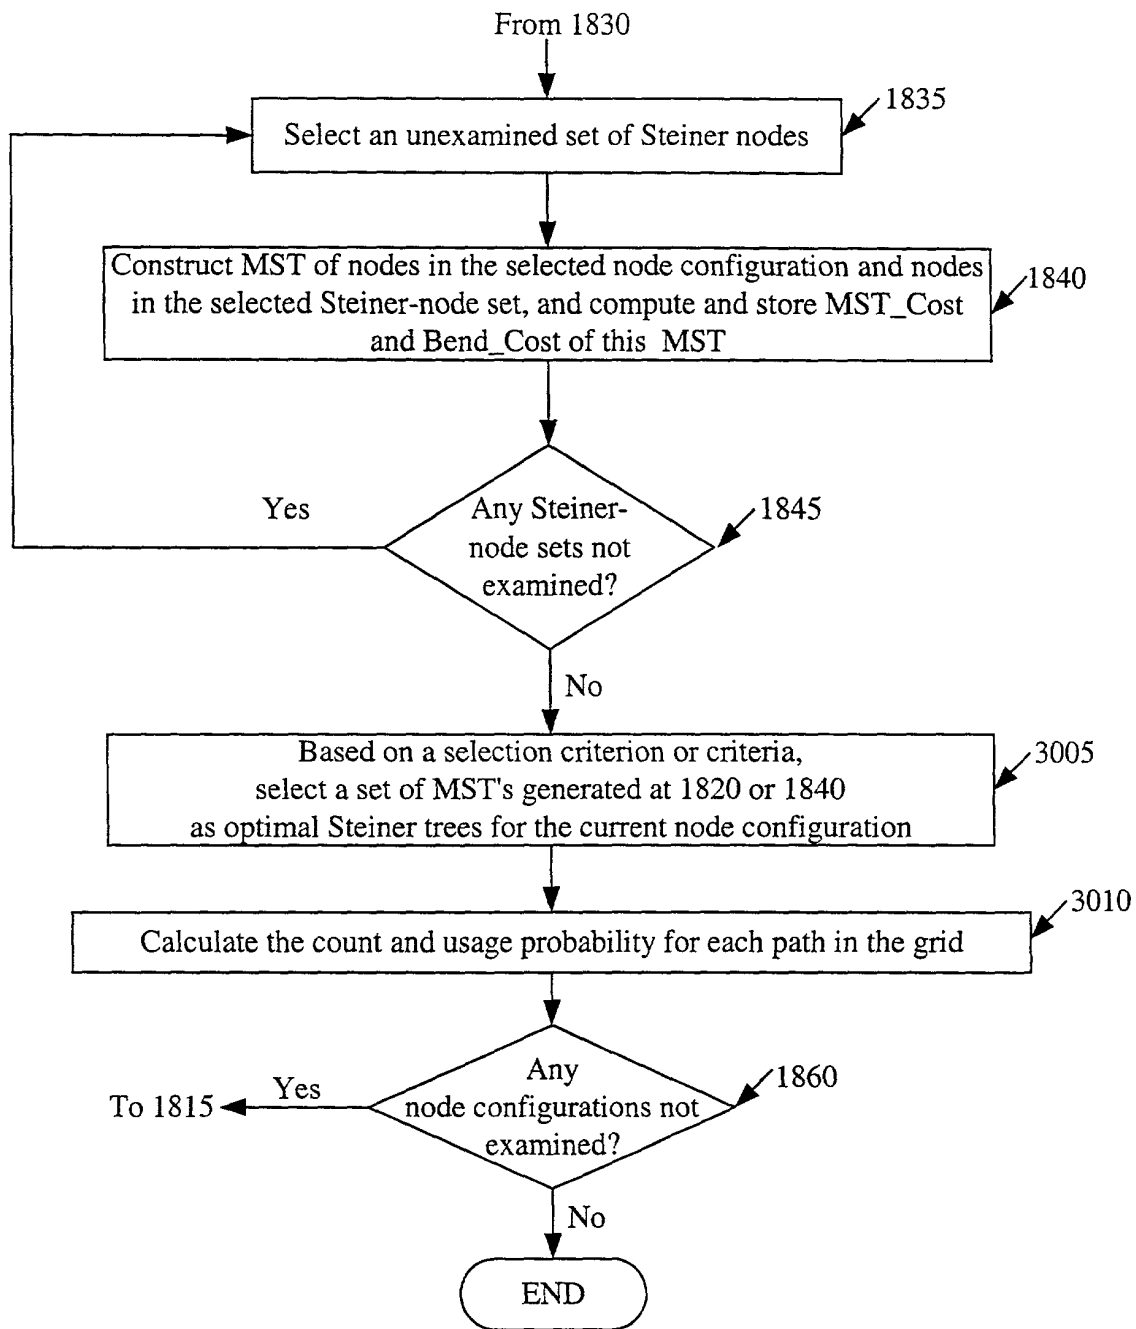 From 1830
1835
Select an unexamined set of Steiner nodes
Construct MST of nodes in the selected node configuration and nodes
in the selected Steiner-node set, and compute and store MST_Cost
and Bend_Cost of this MST
1840
Yes
Any Steiner-
node sets not
examined?
1845
No
Based on a selection criterion or criteria,
select a set of MST's generated at 1820 or 1840
as optimal Steiner trees for the current node configuration
3005
3010
Calculate the count and usage probability for each path in the grid
To 1815
Yes
Any
node configurations not
examined?
1860
No
END